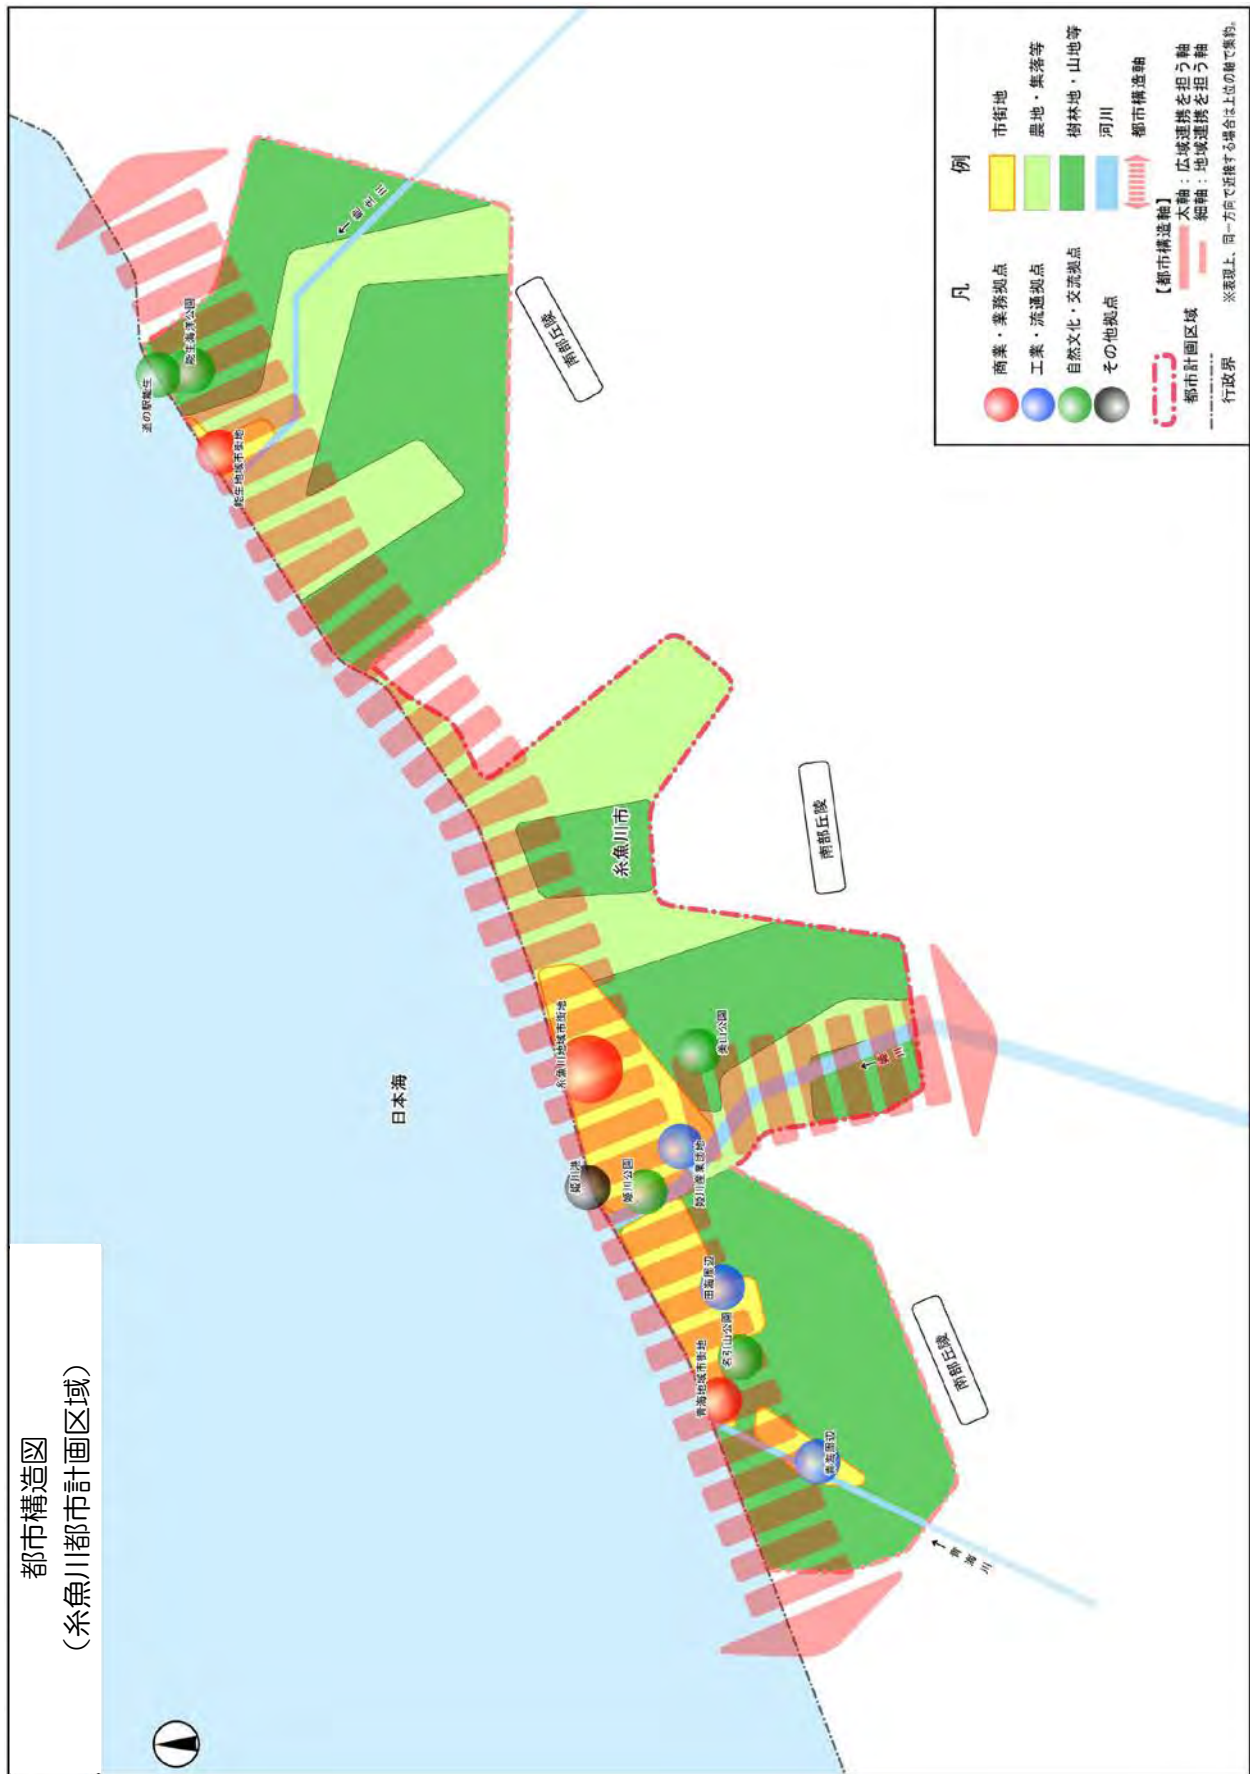 都市構造図
（糸魚川都市計画区域）
日本海
道の駅能生
能生海洋公園
能生地域市街地
↑能生川
南部丘陵
糸魚川市
南部丘陵
糸魚川地域市街地
美山公園
姫川港
姫川公園
姫川産業団地
↑姫川
田海周辺
名引山公園
青海地域市街地
青海周辺
南部丘陵
↑青海川
凡例
商業・業務拠点
工業・流通拠点
自然文化・交流拠点
その他拠点
都市計画区域
行政界
市街地
農地・集落等
樹林地・山地等
河川
都市構造軸
【都市構造軸】
太軸：広域連携を担う軸
細軸：地域連携を担う軸
※表現上、同一方向で近接する場合は上位の軸で集約。